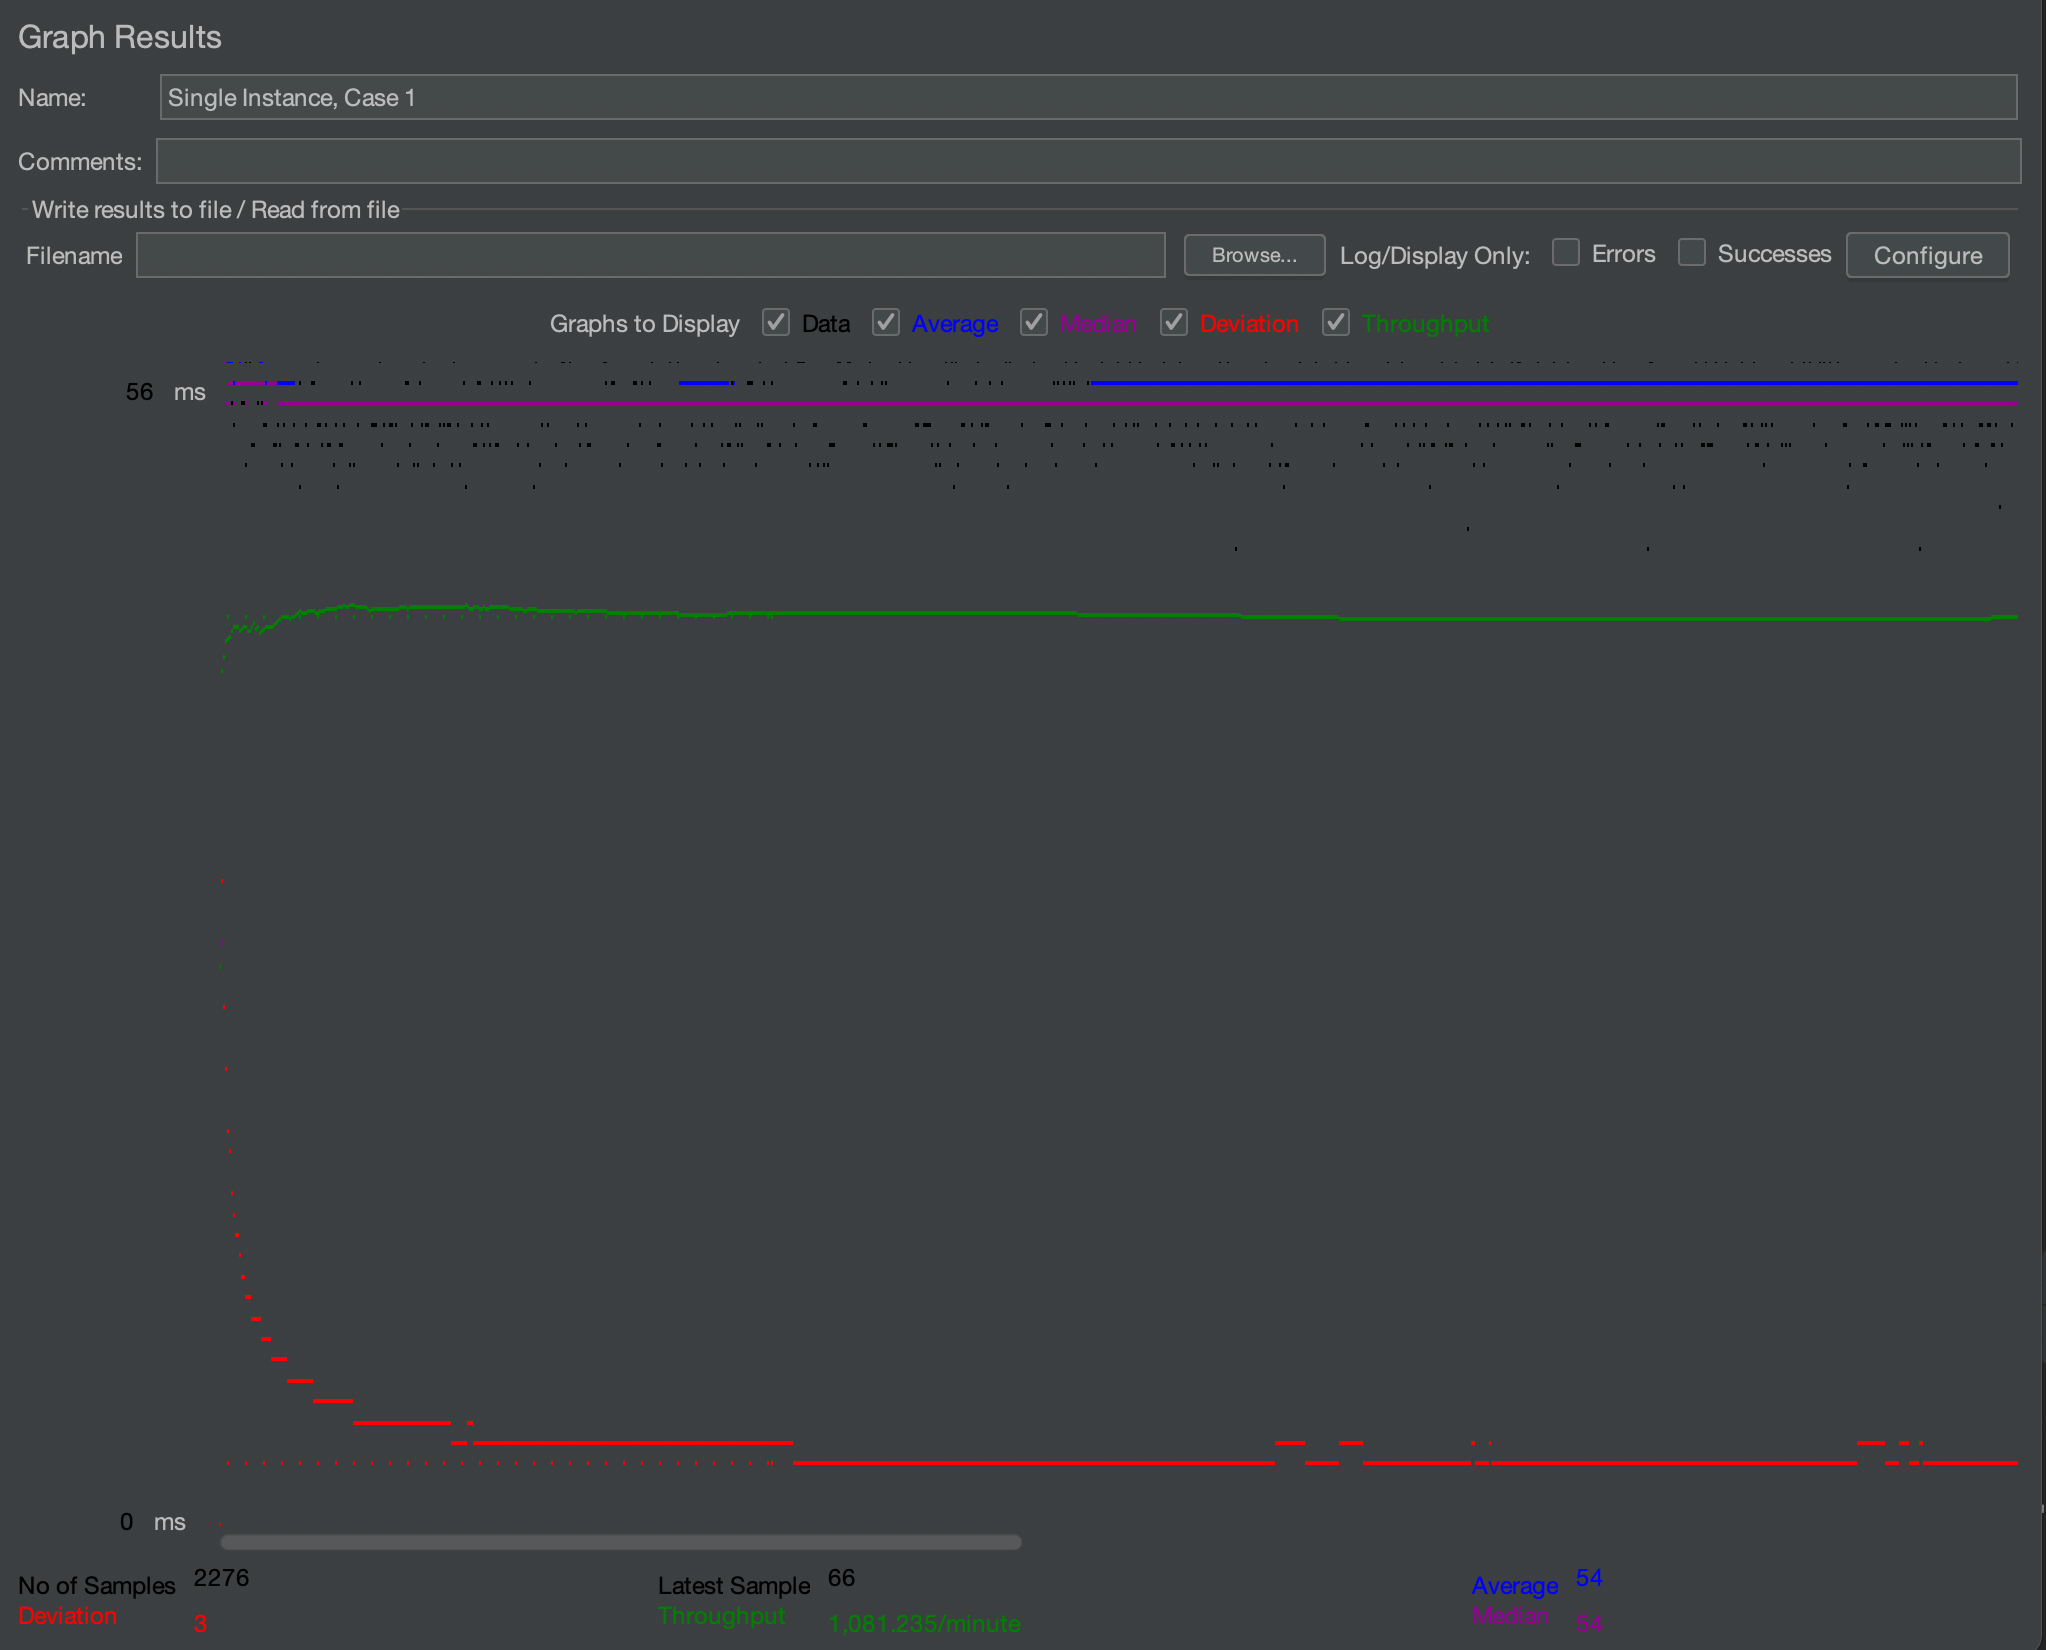 Graph Results
Name: Single Instance, Case 1
Comments:
Write results to file / Read from file
Filename Browse... Log/Display Only: Errors Successes Configure
Graphs to Display Data Average Median Deviation Throughput
56 ms
0 ms
No of Samples 2276 Latest Sample 66 Average 54
Deviation 3 Throughput 1,081.235/minute Median 54